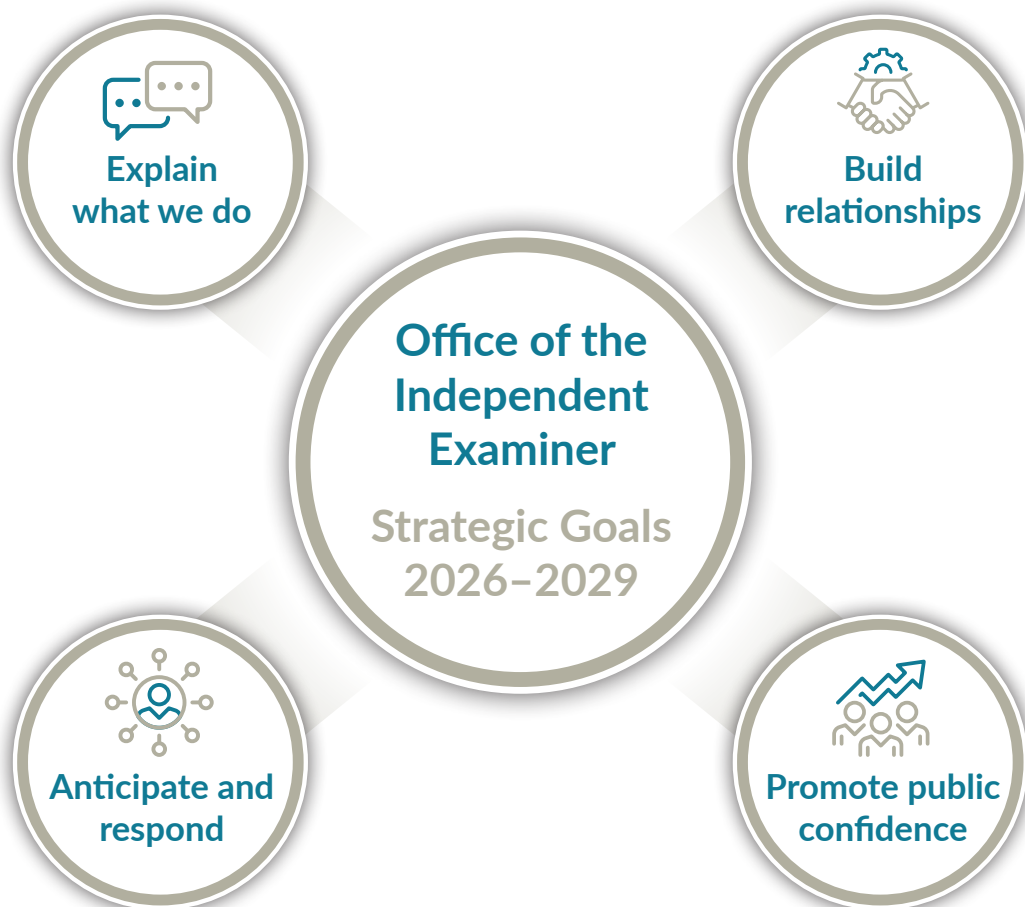 Explain
what we do
Build
relationships
Office of the
Independent
Examiner
Strategic Goals
2026–2029
Anticipate and
respond
Promote public
confidence